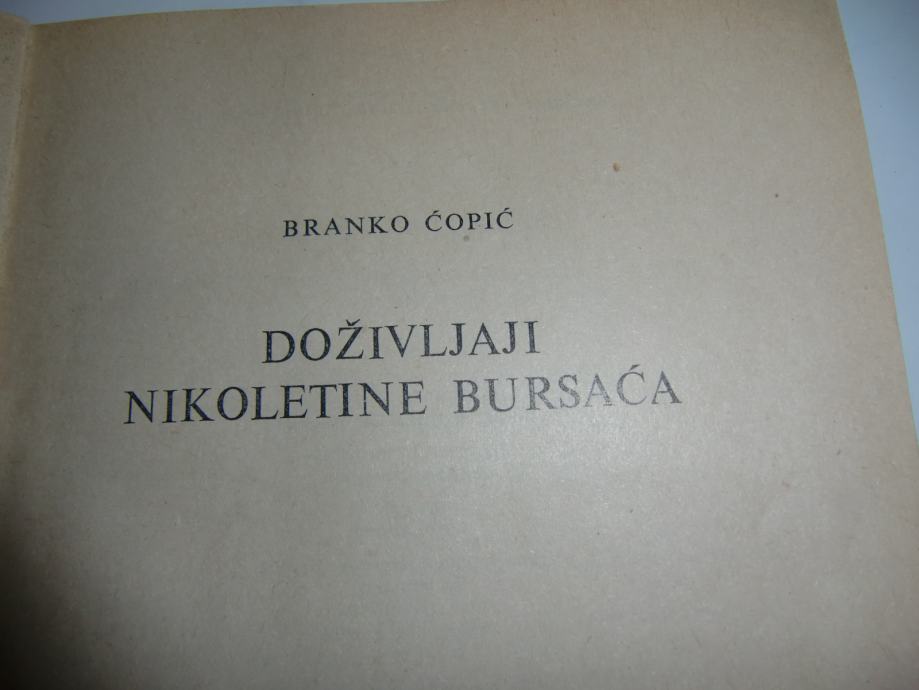 BRANKO ĆOPIĆ
DOŽIVLJAJI
NIKOLETINE BURSAĆA